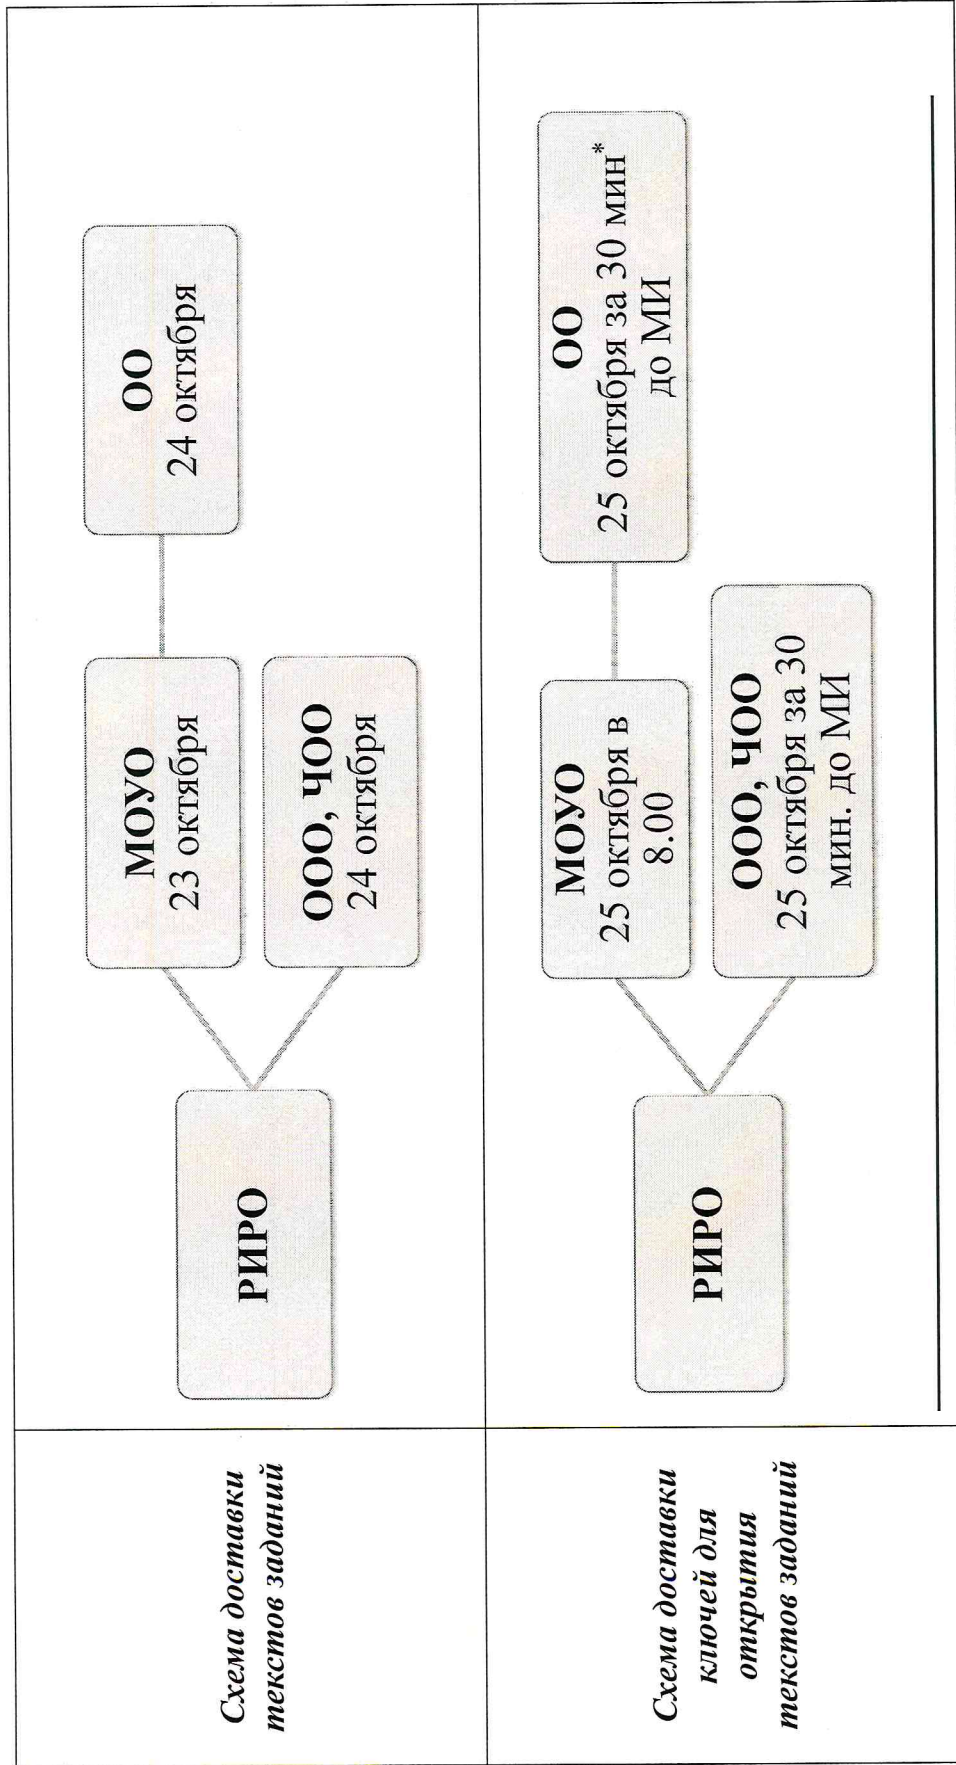 Схема доставки
текстов заданий
РИРО
МОУО
23 октября
ООО, ЧОО
24 октября
ОО
24 октября
Схема доставки
ключей для
открытия
текстов заданий
РИРО
МОУО
25 октября в
8.00
ООО, ЧОО
25 октября за 30
мин. до МИ
ОО
25 октября за 30 мин*
до МИ